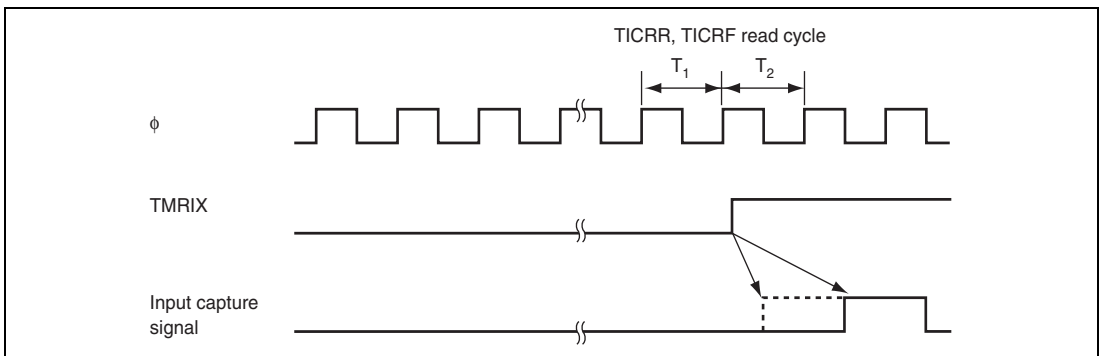 TICRR, TICRF read cycle
T1 T2
ϕ
TMRIX
Input capture
signal